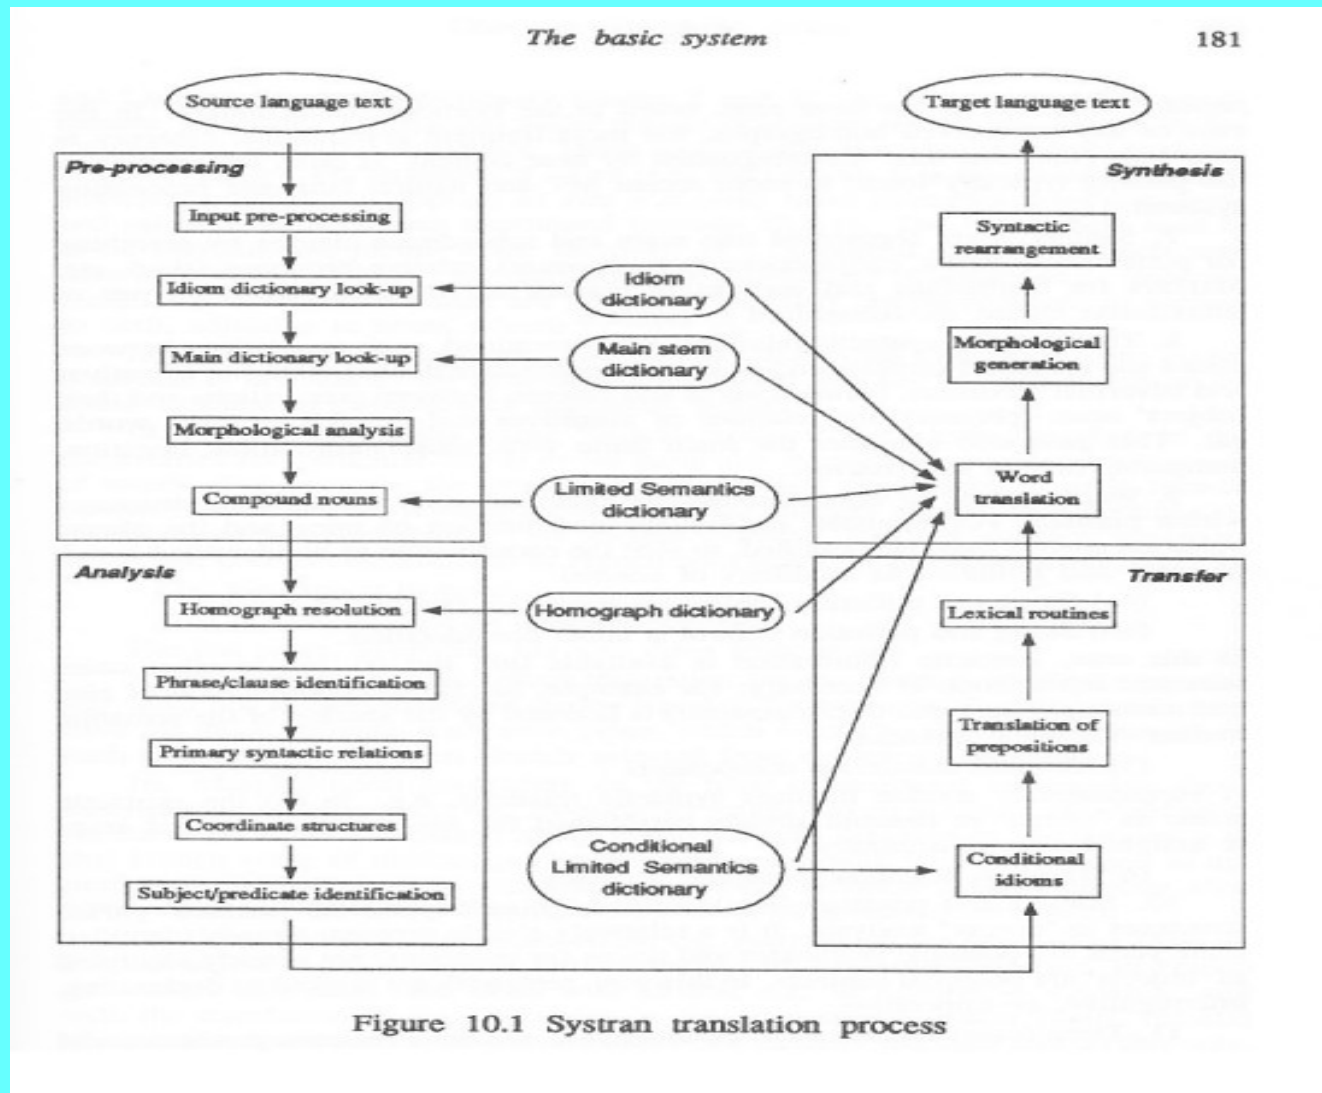 The basic system
181
Source language text
Pre-processing
Input pre-processing
Idiom dictionary look-up
Main dictionary look-up
Morphological analysis
Compound nouns
Analysis
Homograph resolution
Phrase/clause identification
Primary syntactic relations
Coordinate structures
Subject/predicate identification
Idiom
dictionary
Main stem
dictionary
Limited Semantics
dictionary
Homograph dictionary
Conditional
Limited Semantics
dictionary
Target language text
Synthesis
Syntactic
rearrangement
Morphological
generation
Word
translation
Transfer
Lexical routines
Translation of
prepositions
Conditional
idioms
Figure 10.1 Systran translation process